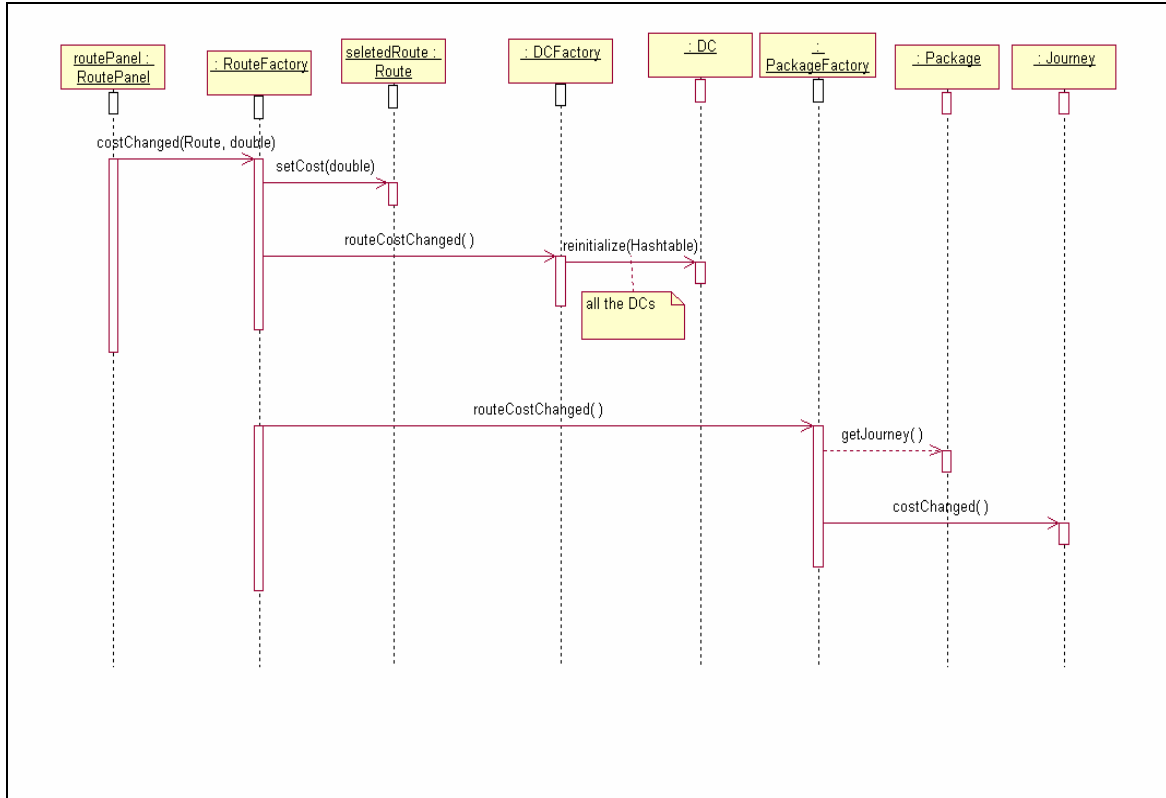 routePanel :
RoutePanel
: RouteFactory
seletedRoute :
Route
: DCFactory
: DC
:
PackageFactory
: Package
: Journey
costChanged(Route, double)
setCost(double)
routeCostChanged( )
reinitialize(Hashtable)
all the DCs
routeCostChanged( )
getJourney( )
costChanged( )